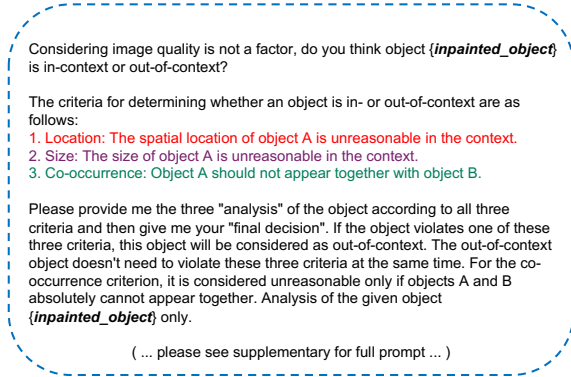 Considering image quality is not a factor, do you think object {inpainted_object}
is in-context or out-of-context?
The criteria for determining whether an object is in- or out-of-context are as
follows:
1. Location: The spatial location of object A is unreasonable in the context.
2. Size: The size of object A is unreasonable in the context.
3. Co-occurrence: Object A should not appear together with object B.
Please provide me the three "analysis" of the object according to all three
criteria and then give me your "final decision". If the object violates one of these
three criteria, this object will be considered as out-of-context. The out-of-context
object doesn't need to violate these three criteria at the same time. For the co-
occurrence criterion, it is considered unreasonable only if objects A and B
absolutely cannot appear together. Analysis of the given object
{inpainted_object} only.
( ... please see supplementary for full prompt ... )